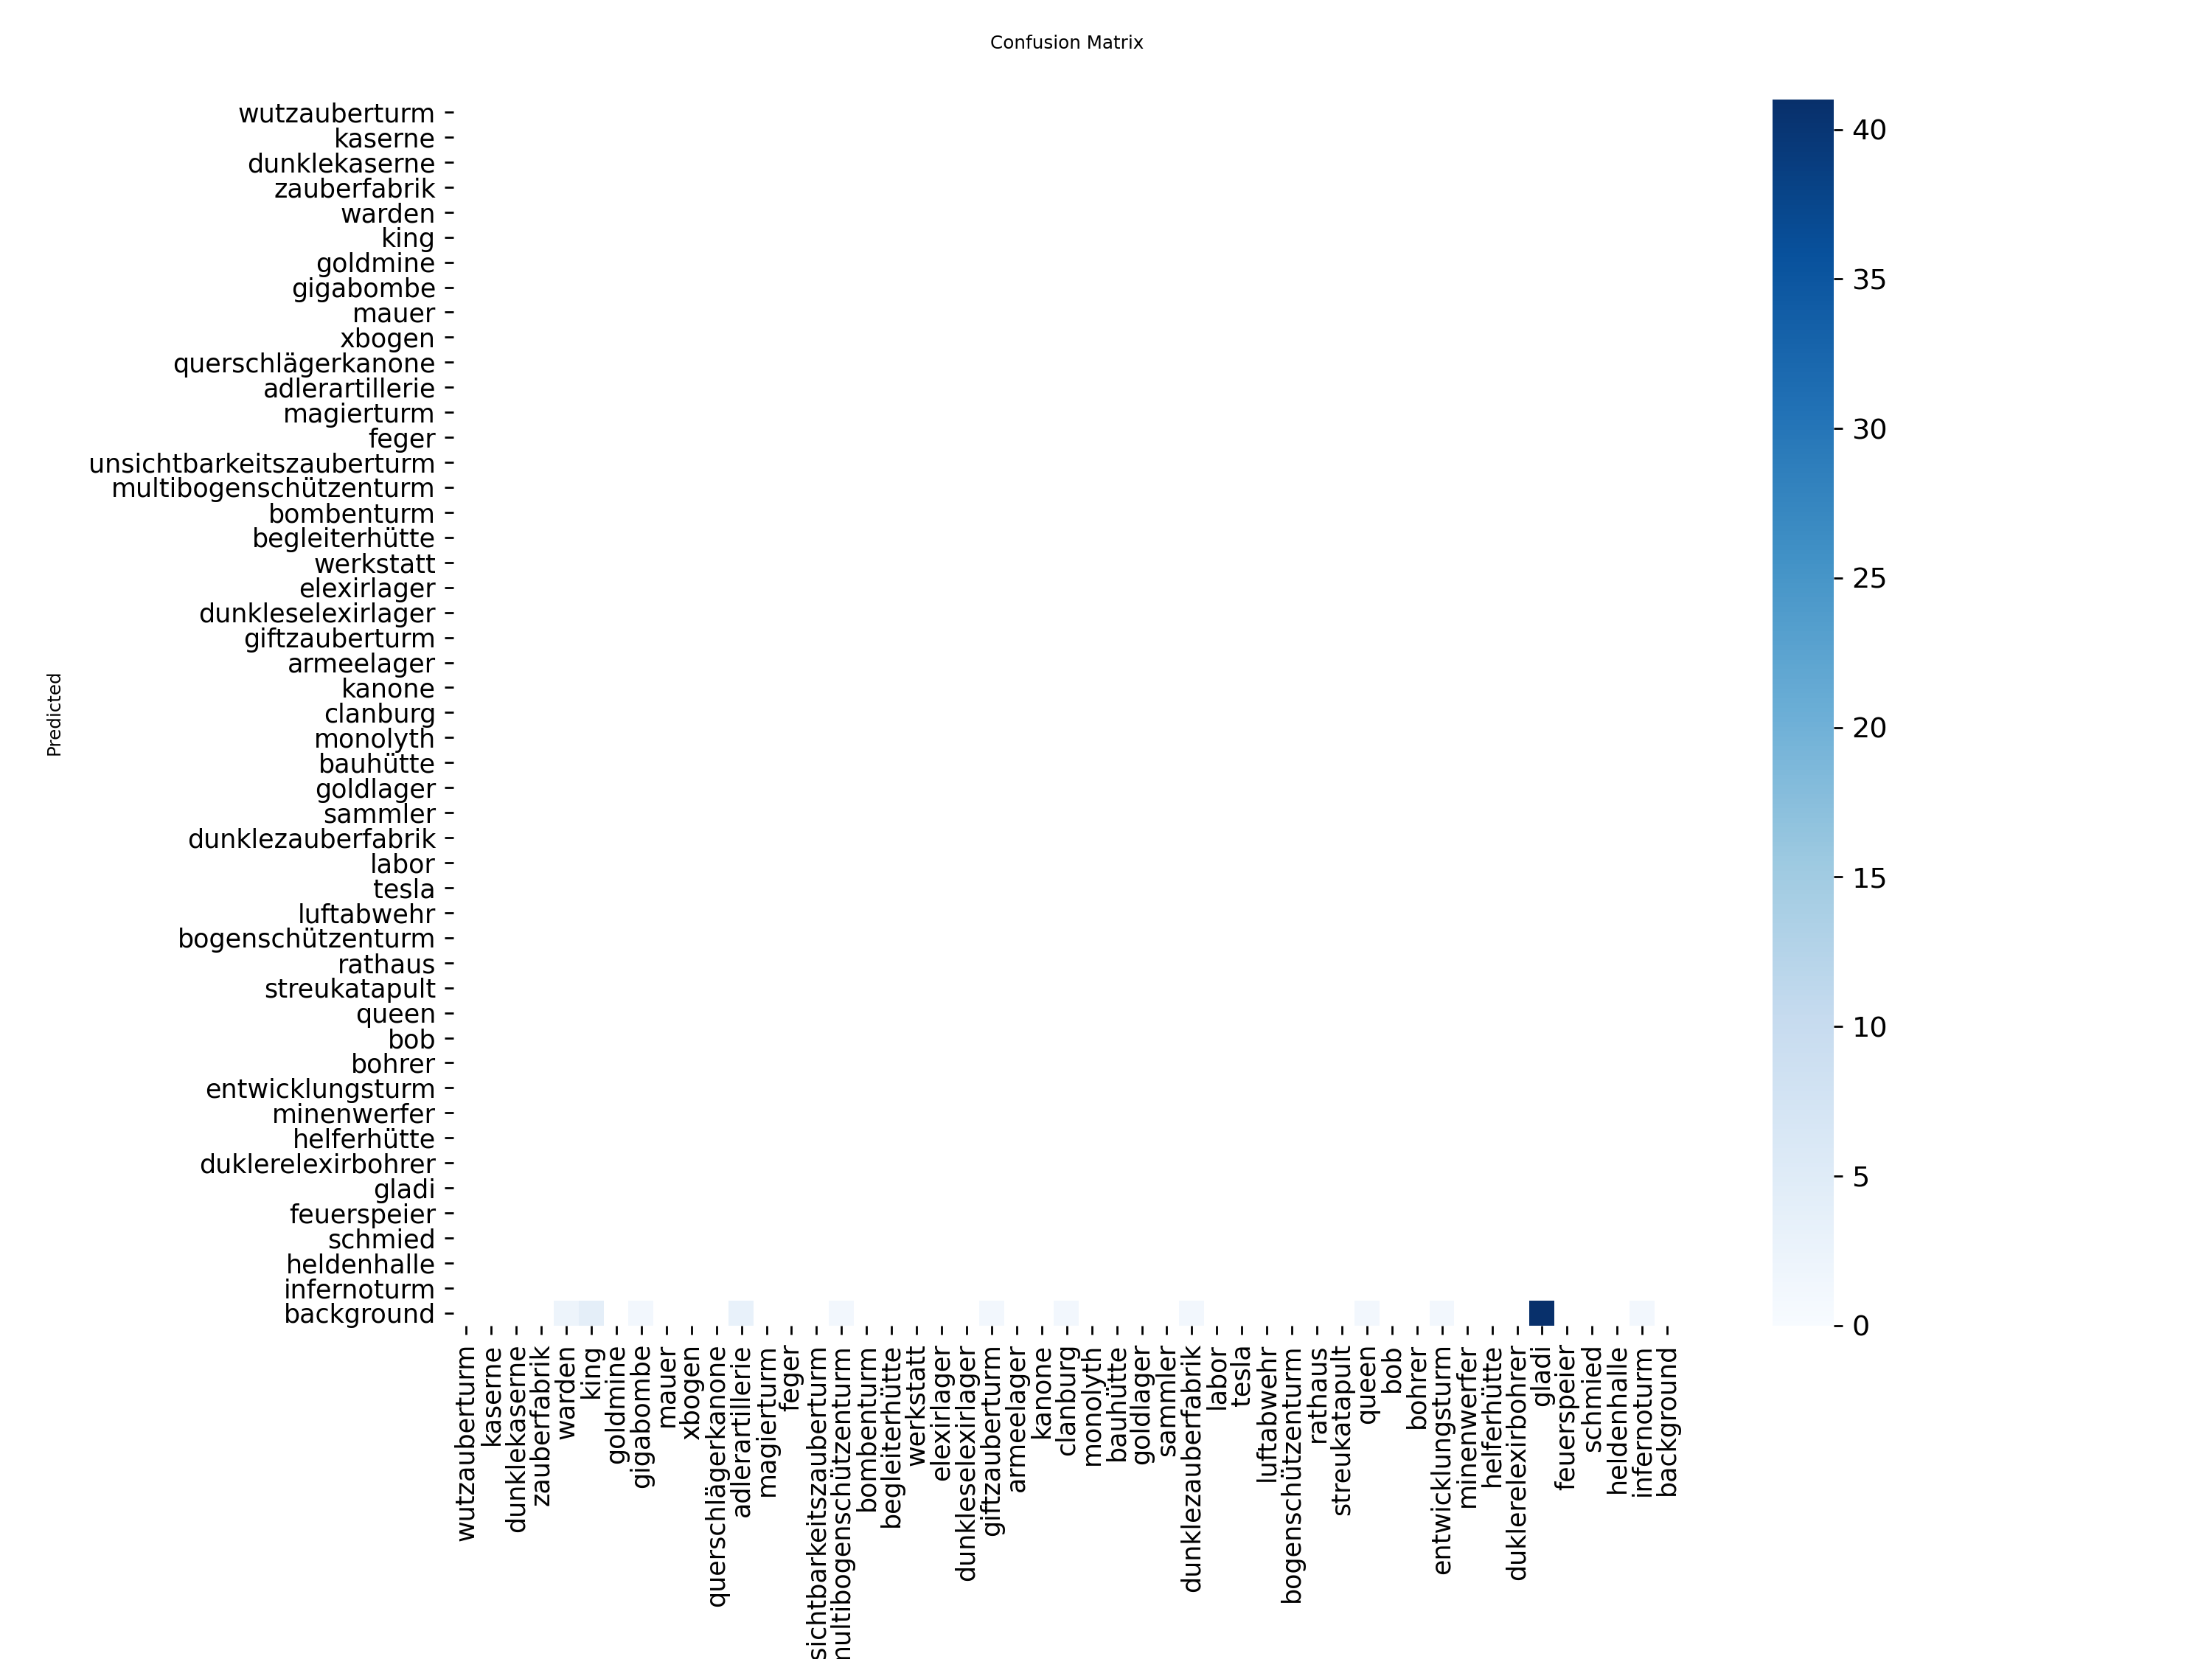 Confusion Matrix
Predicted
wutzauberturm
kaserne
dunklekaserne
zauberfabrik
warden
king
goldmine
gigabombe
mauer
xbogen
querschlägerkanone
adlerartillerie
magierturm
feger
unsichtbarkeitszauberturm
multibogenschützenturm
bombenturm
begleiterhütte
werkstatt
elexirlager
dunkleselexirlager
giftzauberturm
armeelager
kanone
clanburg
monolyth
bauhütte
goldlager
sammler
dunklezauberfabrik
labor
tesla
luftabwehr
bogenschützenturm
rathaus
streukatapult
queen
bob
bohrer
entwicklungsturm
minenwerfer
helferhütte
duklerelexirbohrer
gladi
feuerspeier
schmied
heldenhalle
infernoturm
background
wutzauberturm
kaserne
dunklekaserne
zauberfabrik
warden
king
goldmine
gigabombe
mauer
xbogen
querschlägerkanone
adlerartillerie
magierturm
feger
sichtbarkeitszauberturm
multibogenschützenturm
bombenturm
begleiterhütte
werkstatt
elexirlager
dunkleselexirlager
giftzauberturm
armeelager
kanone
clanburg
monolyth
bauhütte
goldlager
sammler
dunklezauberfabrik
labor
tesla
luftabwehr
bogenschützenturm
rathaus
streukatapult
queen
bob
bohrer
entwicklungsturm
minenwerfer
helferhütte
duklerelexirbohrer
gladi
feuerspeier
schmied
heldenhalle
infernoturm
background
40
35
30
25
20
15
10
5
0